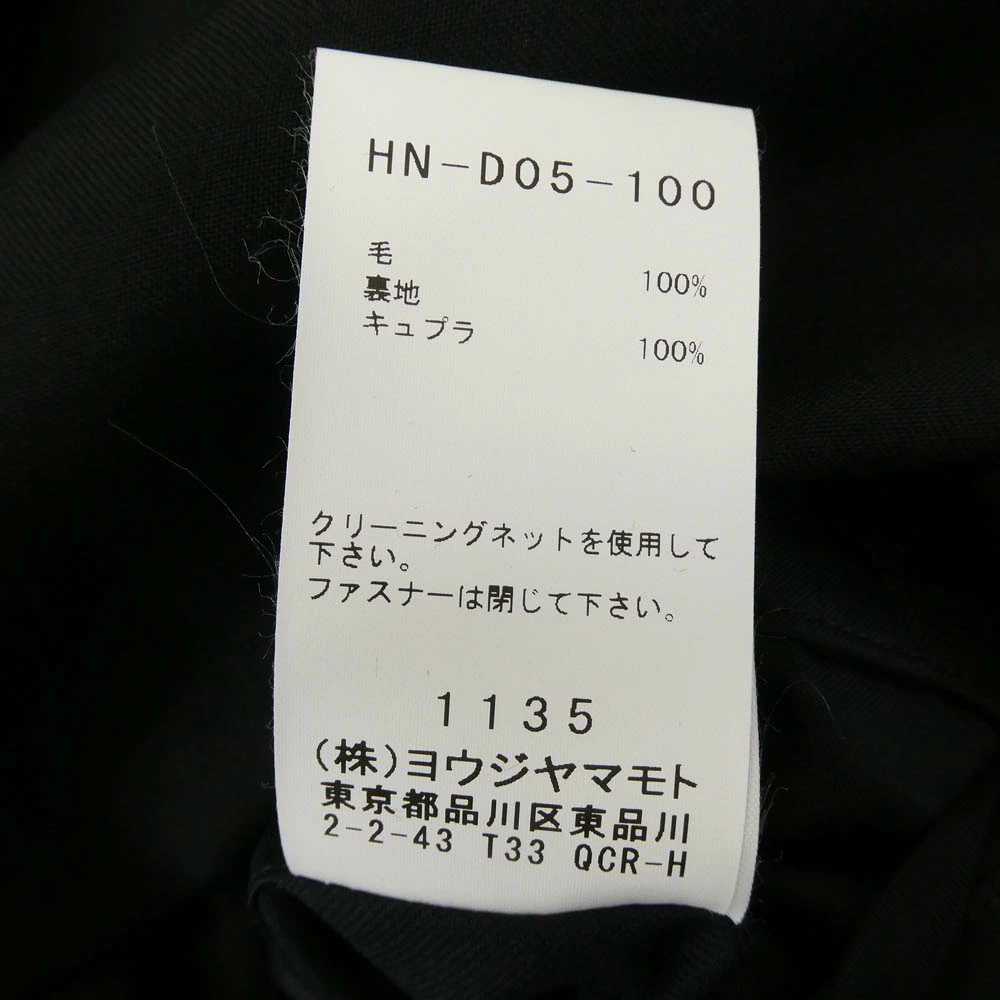 HN-D05-100
毛 100%
裏地
キュプラ 100%
クリーニングネットを使用して
下さい。
ファスナーは閉じて下さい。
1135
(株)ヨウジヤマモト
東京都品川区東品川
2-2-43 T33 QCR-H